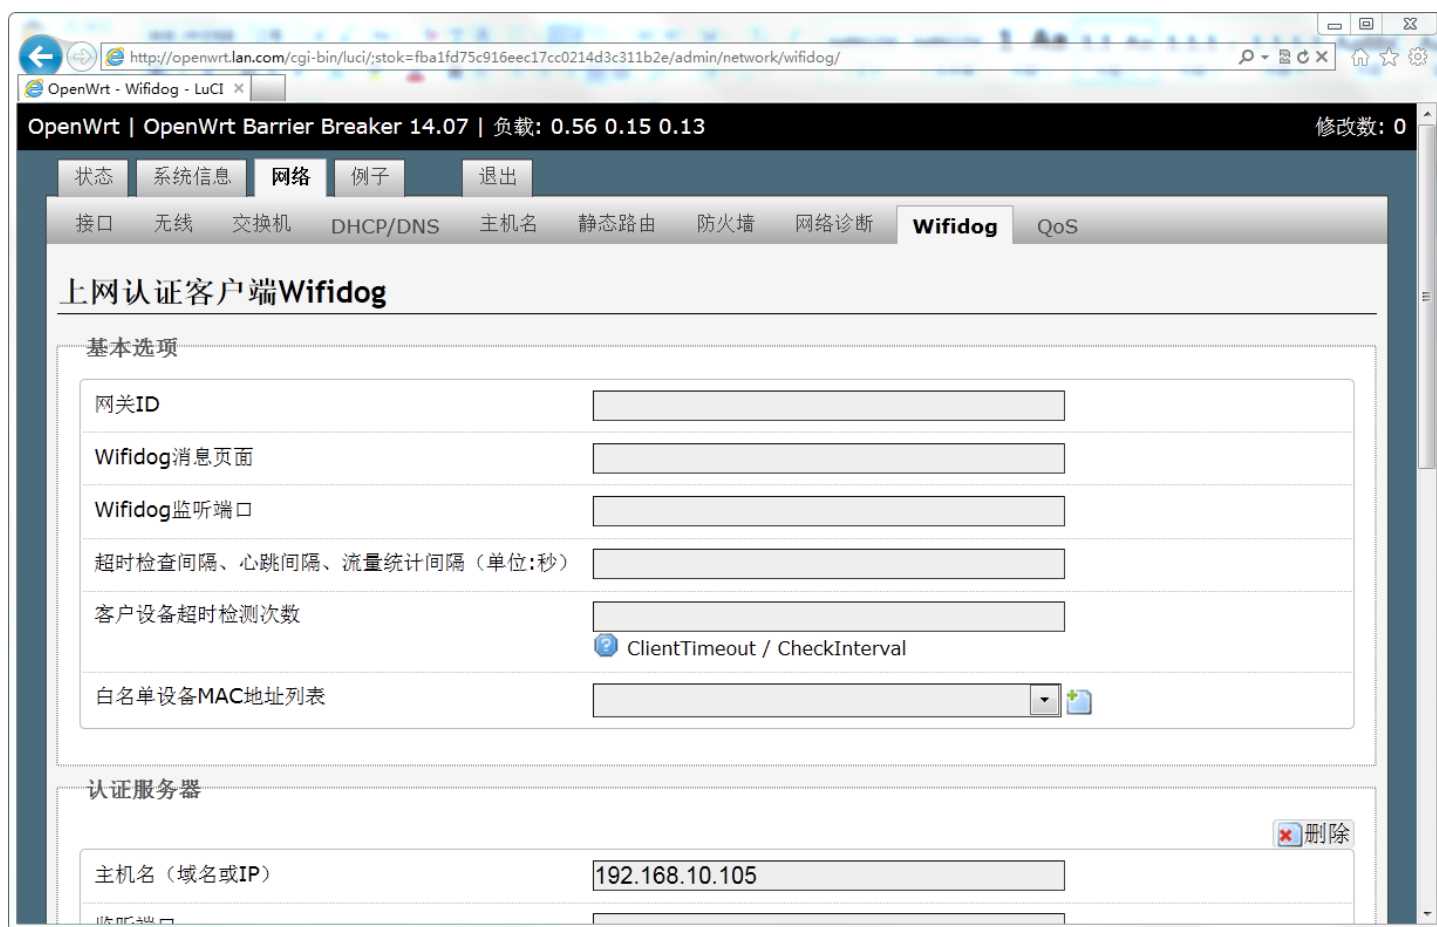 http://openwrt.lan.com/cgi-bin/luci/;stok=fba1fd75c916eec17cc0214d3c311b2e/admin/network/wifidog/
OpenWrt - Wifidog - LuCI
OpenWrt | OpenWrt Barrier Breaker 14.07 | 负载: 0.56 0.15 0.13 修改数: 0
状态 系统信息 网络 例子 退出
接口 无线 交换机 DHCP/DNS 主机名 静态路由 防火墙 网络诊断 Wifidog QoS
上网认证客户端Wifidog
基本选项
网关ID
Wifidog消息页面
Wifidog监听端口
超时检查间隔、心跳间隔、流量统计间隔（单位:秒）
客户设备超时检测次数
ClientTimeout / CheckInterval
白名单设备MAC地址列表
认证服务器
删除
主机名（域名或IP） 192.168.10.105
监听端口